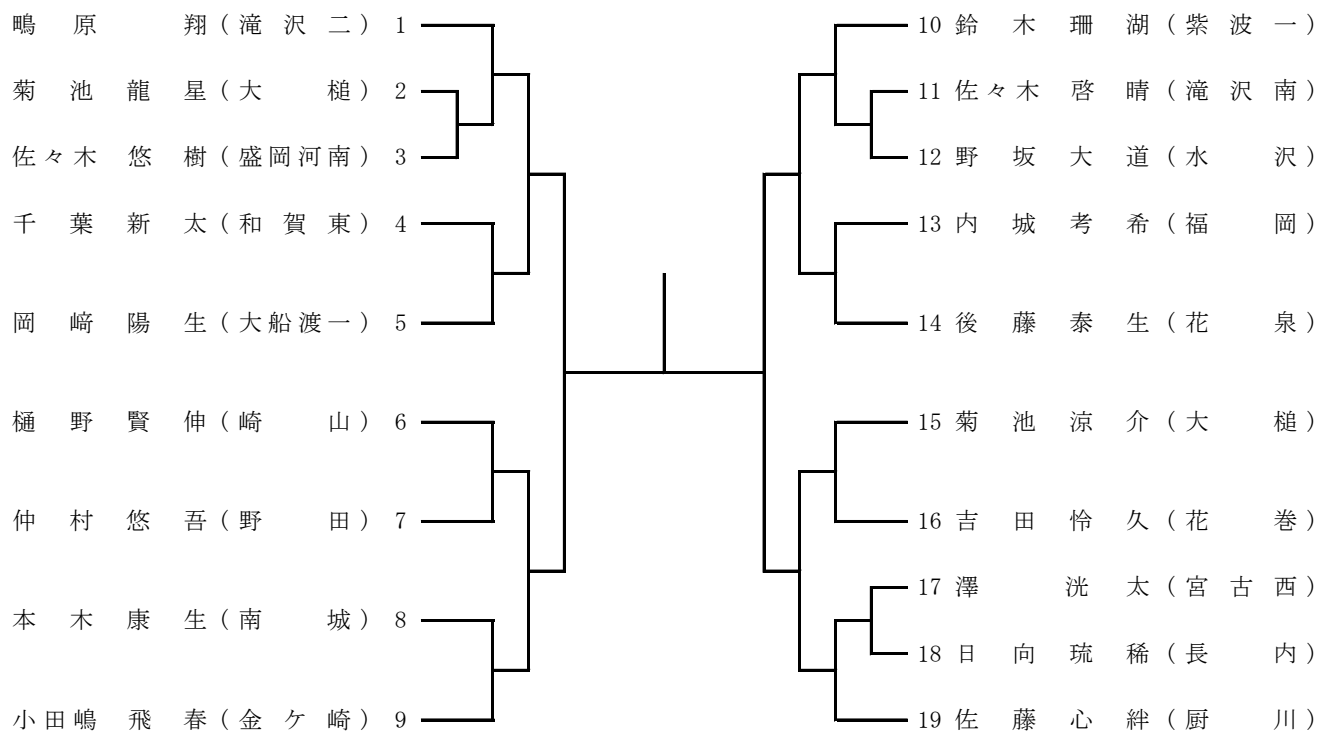 鴫原翔（滝沢二） 1
菊池龍星（大槌） 2
佐々木悠樹（盛岡河南） 3
千葉新太（和賀東） 4
岡﨑陽生（大船渡一） 5
樋野賢伸（崎山） 6
仲村悠吾（野田） 7
本木康生（南城） 8
小田嶋飛春（金ケ崎） 9
10 鈴木珊湖（紫波一）
11 佐々木啓晴（滝沢南）
12 野坂大道（水沢）
13 内城考希（福岡）
14 後藤泰生（花泉）
15 菊池涼介（大槌）
16 吉田怜久（花巻）
17 澤洸太（宮古西）
18 日向琉稀（長内）
19 佐藤心絆（厨川）